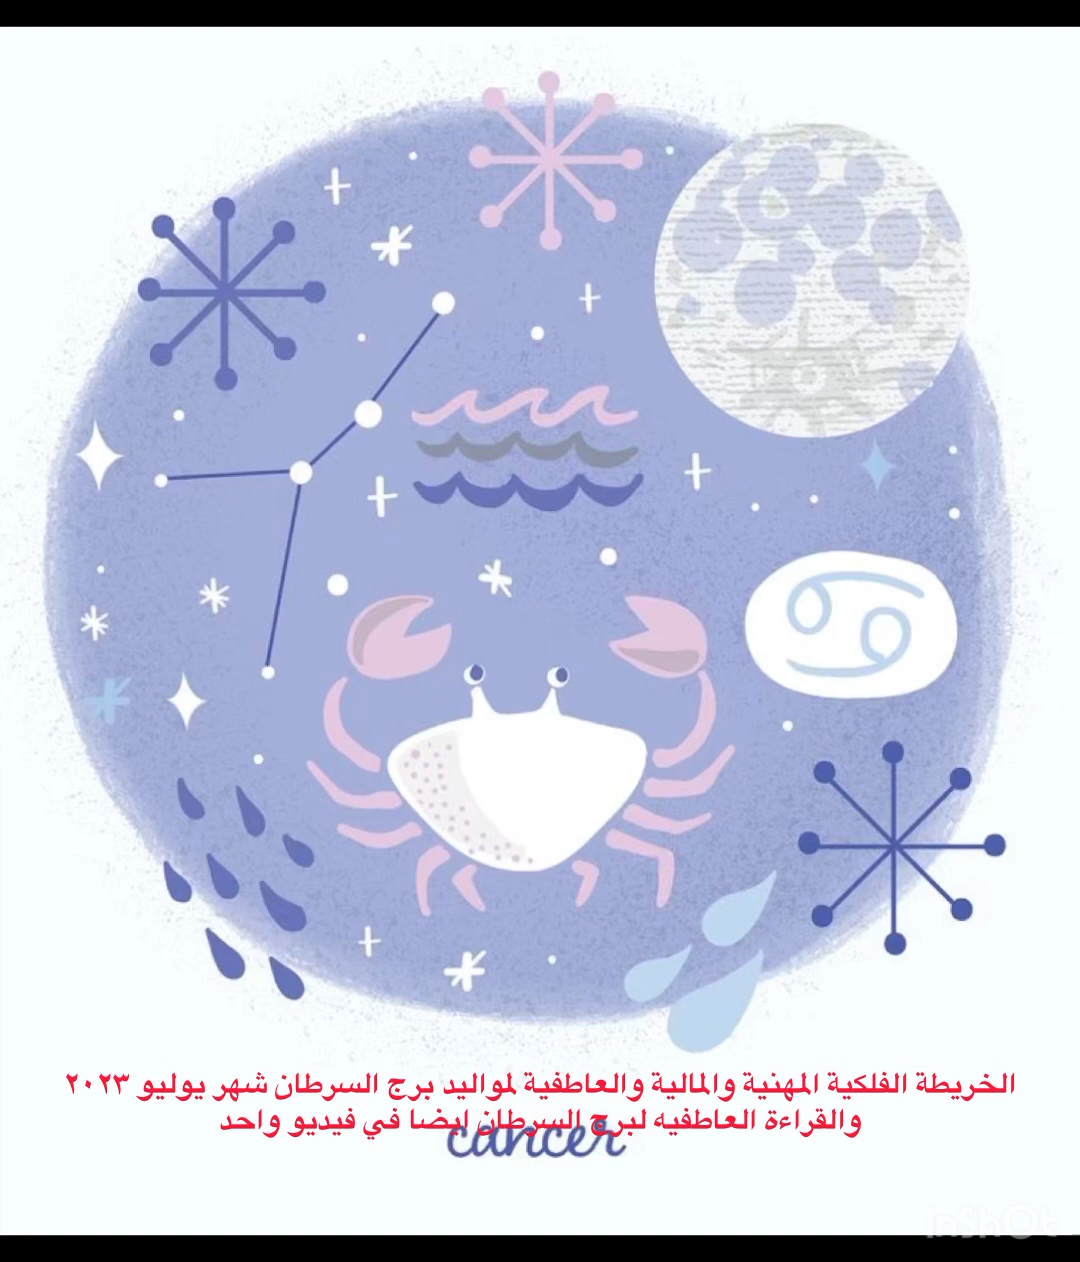 الخريطة الفلكية المهنية والمالية والعاطفية لمواليد برج السرطان شهر يوليو ٢٠٢٣
والقراءة العاطفيه لبرج السرطان ايضا في فيديو واحد
cancer
InShOt